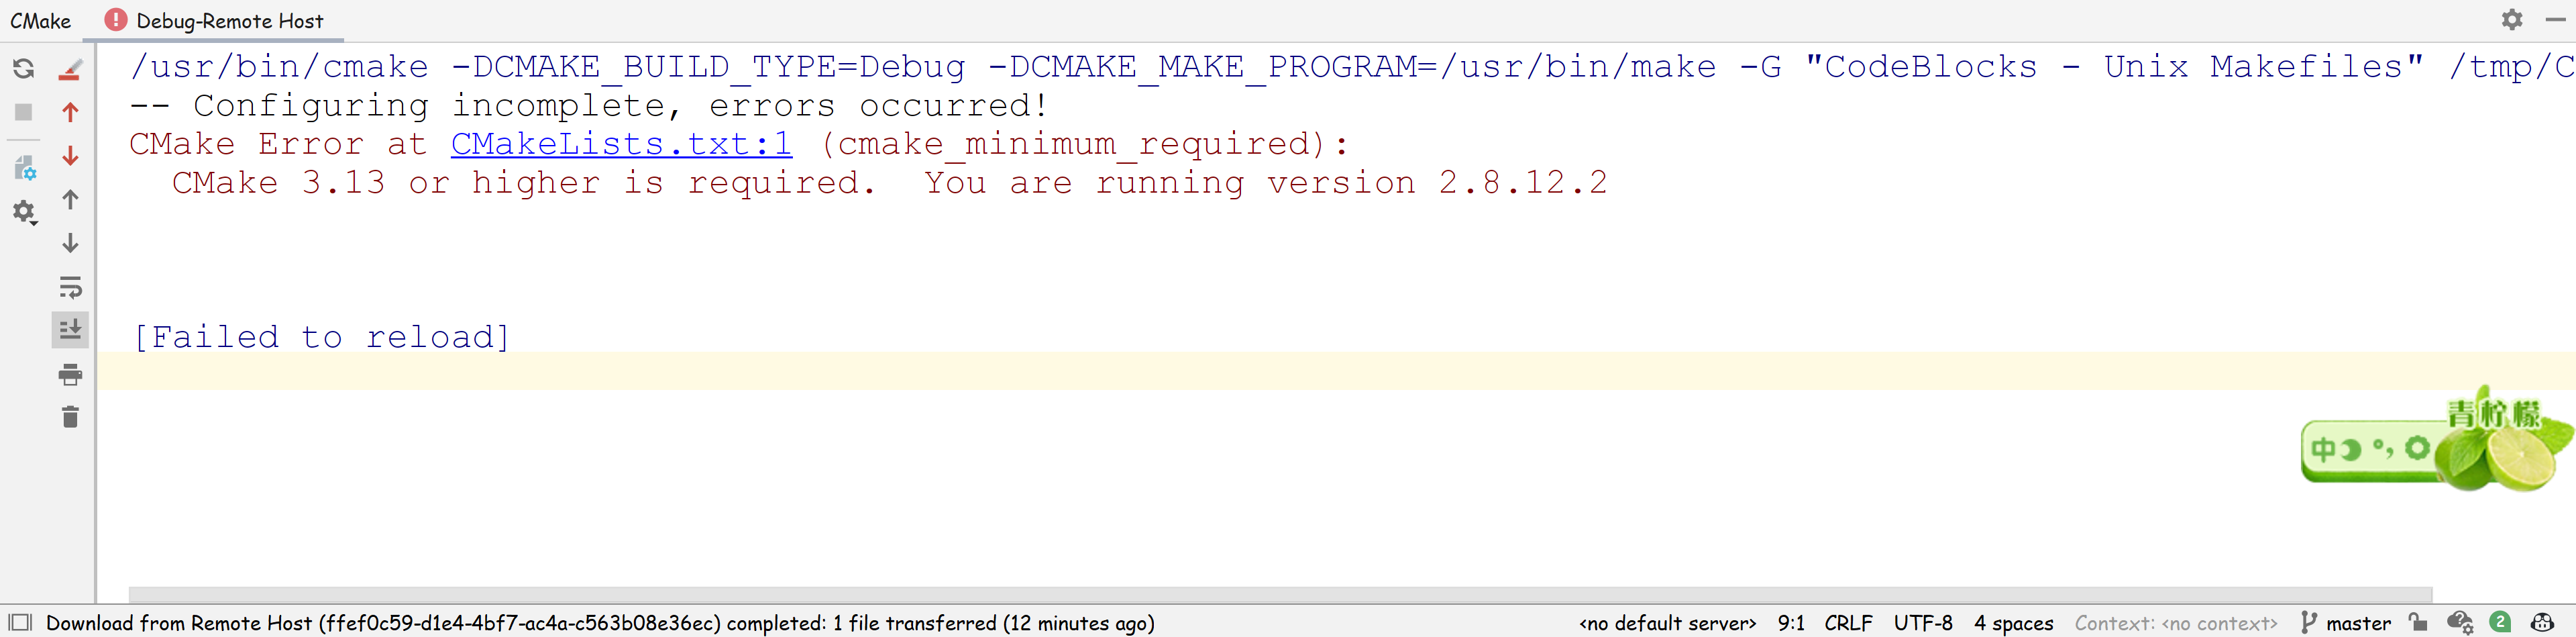 CMake Debug-Remote Host
/usr/bin/cmake -DCMAKE_BUILD_TYPE=Debug -DCMAKE_MAKE_PROGRAM=/usr/bin/make -G "CodeBlocks - Unix Makefiles" /tmp/C
-- Configuring incomplete, errors occurred!
CMake Error at CMakeLists.txt:1 (cmake_minimum_required):
CMake 3.13 or higher is required.  You are running version 2.8.12.2
[Failed to reload]
青柠檬
中 °,
Download from Remote Host (ffef0c59-d1e4-4bf7-ac4a-c563b08e36ec) completed: 1 file transferred (12 minutes ago) <no default server> 9:1 CRLF UTF-8 4 spaces Context: <no context> master 2